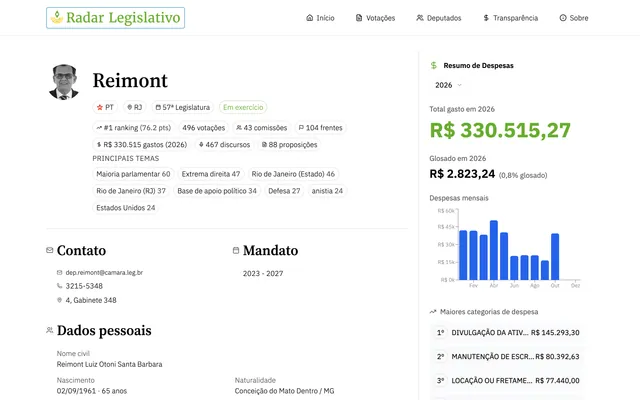 Radar Legislativo
Início
Votações
Deputados
Transparência
Sobre
Reimont
PT
RJ
57ª Legislatura
Em exercício
#1 ranking (76.2 pts)
496 votações
43 comissões
104 frentes
R$ 330.515 gastos (2026)
467 discursos
88 proposições
PRINCIPAIS TEMAS
Maioria parlamentar 60
Extrema direita 47
Rio de Janeiro (Estado) 46
Rio de Janeiro (RJ) 37
Base de apoio político 34
Defesa 27
anistia 24
Estados Unidos 24
Contato
dep.reimont@camara.leg.br
3215-5348
4, Gabinete 348
Mandato
2023 - 2027
Dados pessoais
Nome civil
Reimont Luiz Otoni Santa Barbara
Nascimento
02/09/1961 · 65 anos
Naturalidade
Conceição do Mato Dentro / MG
Resumo de Despesas
2026
Total gasto em 2026
R$ 330.515,27
Glosado em 2026
R$ 2.823,24 (0,8% glosado)
Despesas mensais
R$ 60k
R$ 45k
R$ 30k
R$ 15k
R$ 0k
Fev
Abr
Jun
Ago
Out
Dez
Maiores categorias de despesa
1º DIVULGAÇÃO DA ATIV... R$ 145.293,30
2º MANUTENÇÃO DE ESCR... R$ 80.392,63
3º LOCAÇÃO OU FRETAME... R$ 77.440,00